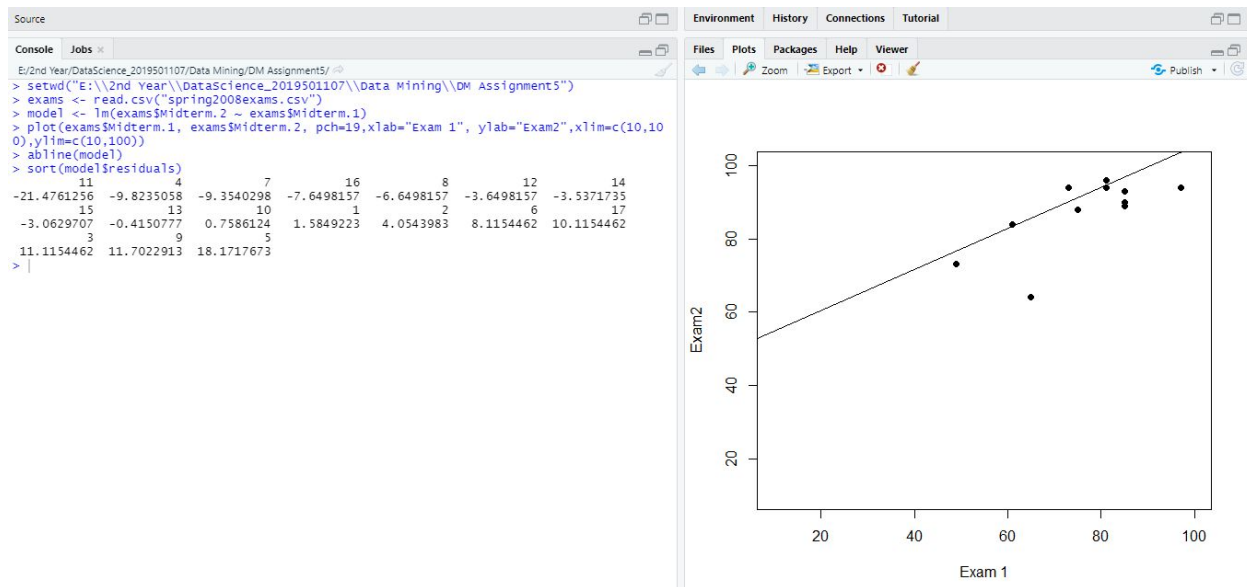 Source
Console Jobs ×
E:/2nd Year/DataScience_2019501107/Data Mining/DM Assignment5/
> setwd("E:\\2nd Year\\DataScience_2019501107\\Data Mining\\DM Assignment5")
> exams <- read.csv("spring2008exams.csv")
> model <- lm(exams$Midterm.2 ~ exams$Midterm.1)
> plot(exams$Midterm.1, exams$Midterm.2, pch=19,xlab="Exam 1", ylab="Exam2",xlim=c(10,10
0),ylim=c(10,100))
> abline(model)
> sort(model$residuals)
11 4 7 16 8 12 14
-21.4761256 -9.8235058 -9.3540298 -7.6498157 -6.6498157 -3.6498157 -3.5371735
15 13 10 1 2 6 17
-3.0629707 -0.4150777 0.7586124 1.5849223 4.0543983 8.1154462 10.1154462
3 9 5
11.1154462 11.7022913 18.1717673
>
Environment History Connections Tutorial
Files Plots Packages Help Viewer
Zoom Export Publish
100
80
60
40
20
Exam2
20 40 60 80 100
Exam 1